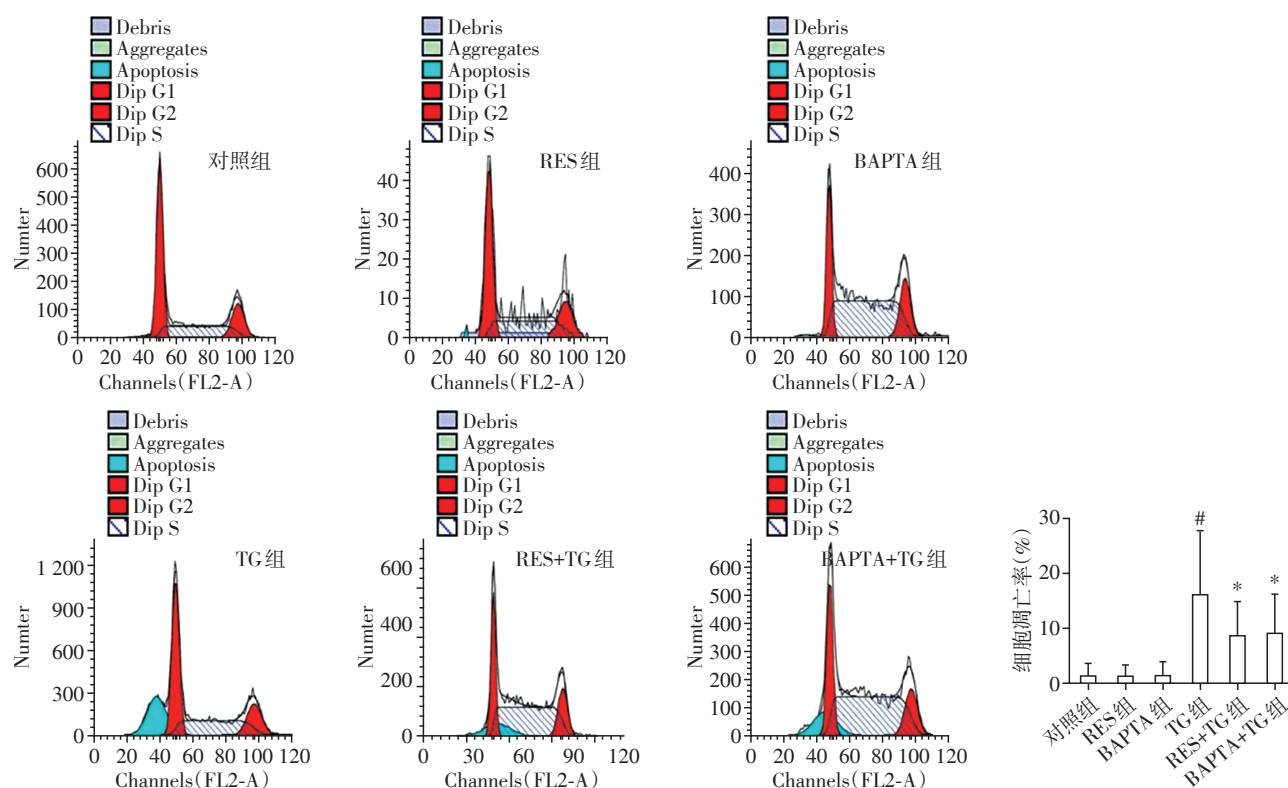 Debris
Aggregates
Apoptosis
Dip G1
Dip G2
Dip S
对照组
600
500
400
300
200
100
0
Numter
0 20 40 60 80 100 120
Channels(FL2-A)
Debris
Aggregates
Apoptosis
Dip G1
Dip G2
Dip S
RES组
40
30
20
10
0
Numter
0 20 40 60 80 100 120
Channels(FL2-A)
Debris
Aggregates
Apoptosis
Dip G1
Dip G2
Dip S
BAPTA组
400
300
200
100
0
Numter
0 20 40 60 80 100 120
Channels(FL2-A)
Debris
Aggregates
Apoptosis
Dip G1
Dip G2
Dip S
TG组
1 200
900
600
300
0
Numter
0 20 40 60 80 100 120
Channels(FL2-A)
Debris
Aggregates
Apoptosis
Dip G1
Dip G2
Dip S
RES+TG组
600
400
200
0
Numter
0 30 60 90 120
Channels(FL2-A)
Debris
Aggregates
Apoptosis
Dip G1
Dip G2
Dip S
BAPTA+TG组
600
500
400
300
200
100
0
Numter
0 20 40 60 80 100 120
Channels(FL2-A)
30
20
10
0
细胞凋亡率(%)
#
*
*
对照组
RES组
BAPTA组
TG组
RES+TG组
BAPTA+TG组